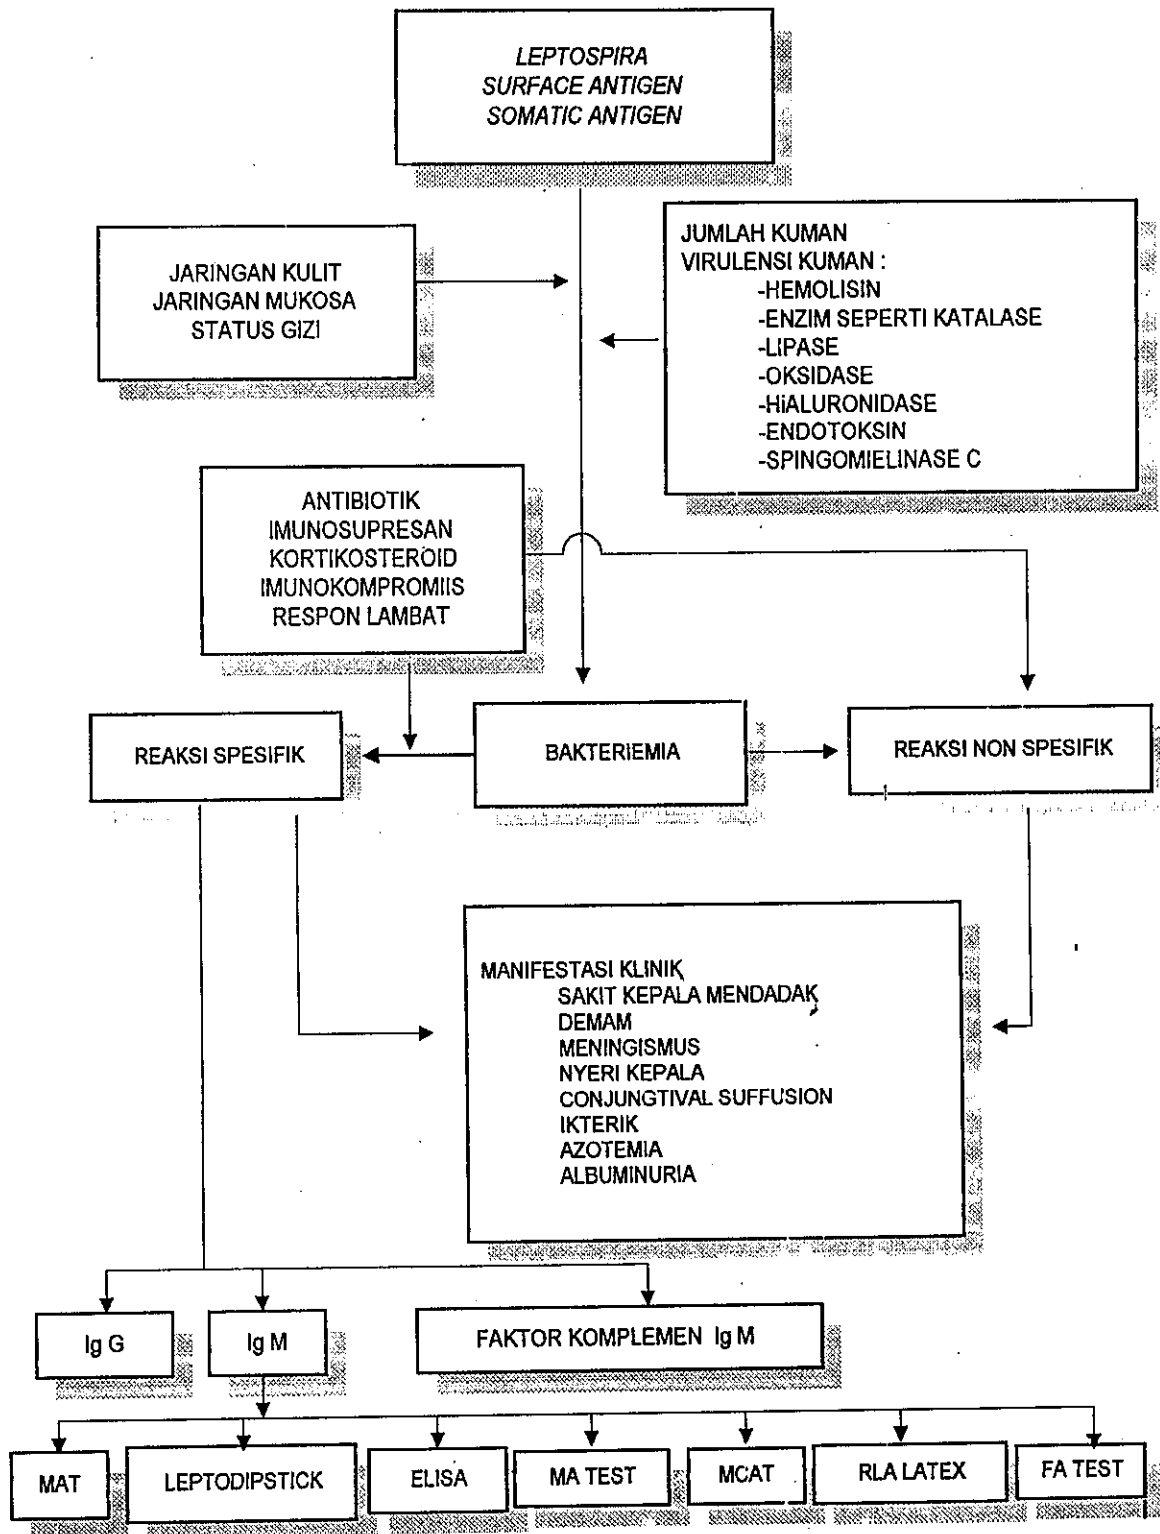 LEPTOSPIRA
SURFACE ANTIGEN
SOMATIC ANTIGEN
JARINGAN KULIT
JARINGAN MUKOSA
STATUS GIZI
JUMLAH KUMAN
VIRULENSI KUMAN :
-HEMOLISIN
-ENZIM SEPERTI KATALASE
-LIPASE
-OKSIDASE
-HiALURONIDASE
-ENDOTOKSIN
-SPINGOMIELINASE C
ANTIBIOTIK
IMUNOSUPRESAN
KORTIKOSTEROID
IMUNOKOMPROMIIS
RESPON LAMBAT
REAKSI SPESIFIK
BAKTERIEMIA
REAKSI NON SPESIFIK
MANIFESTASI KLINIK
SAKIT KEPALA MENDADAK
DEMAM
MENINGISMUS
NYERI KEPALA
CONJUNGTIVAL SUFFUSION
IKTERIK
AZOTEMIA
ALBUMINURIA
Ig G
Ig M
FAKTOR KOMPLEMEN Ig M
MAT
LEPTODIPSTICK
ELISA
MA TEST
MCAT
RLA LATEX
FA TEST